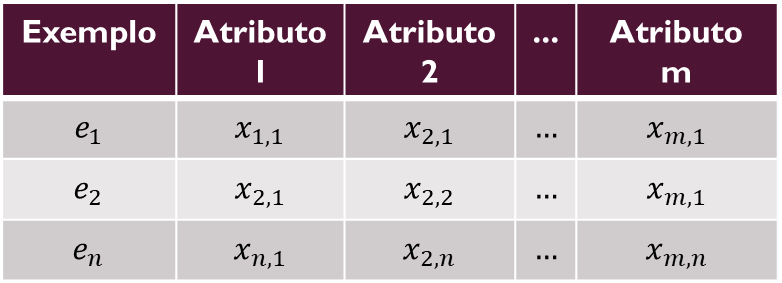 Exemplo Atributo 1 Atributo 2 ... Atributo m
e₁ x₁,₁ x₂,₁ ... xₘ,₁
e₂ x₂,₁ x₂,₂ ... xₘ,₁
eₙ xₙ,₁ x₂,ₙ ... xₘ,ₙ